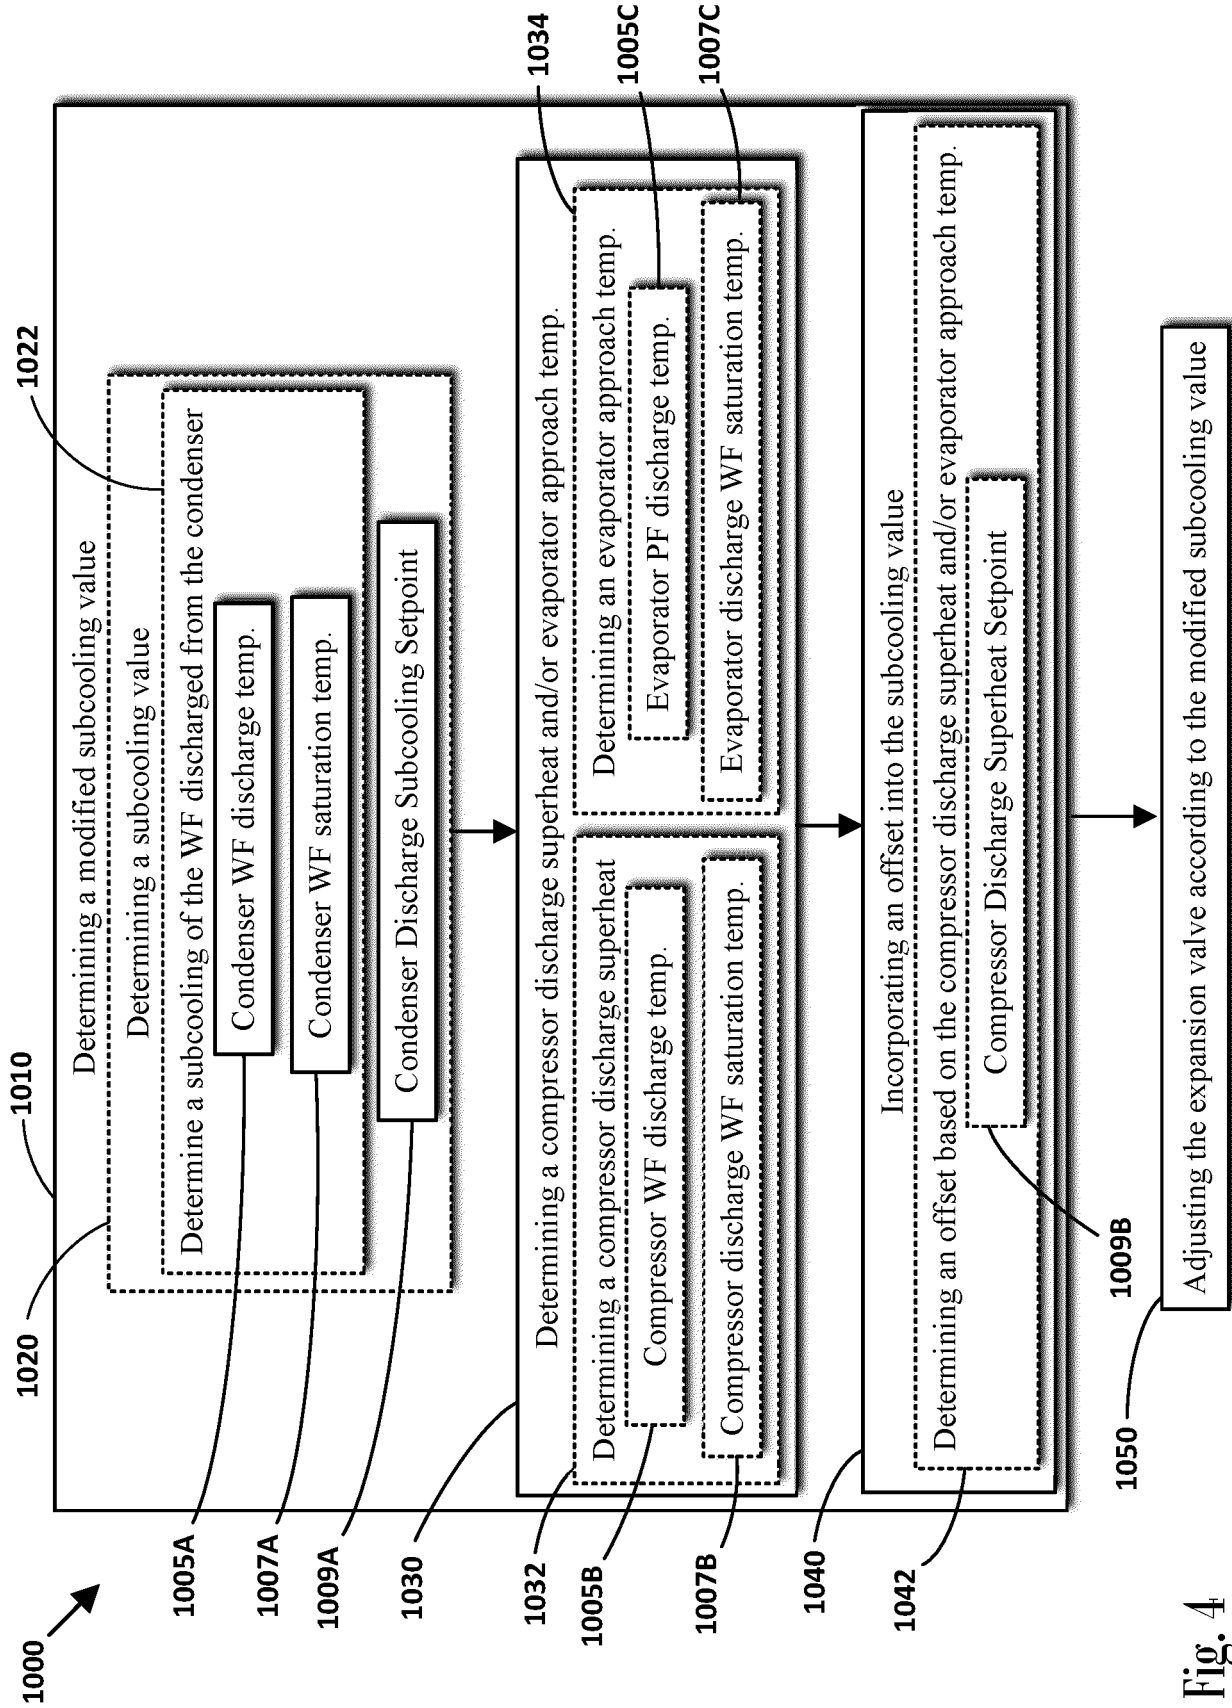 1000
1010
1020
1022
Determining a modified subcooling value
Determining a subcooling value
Determine a subcooling of the WF discharged from the condenser
1005A
Condenser WF discharge temp.
1007A
Condenser WF saturation temp.
1009A
Condenser Discharge Subcooling Setpoint
1030
Determining a compressor discharge superheat and/or evaporator approach temp.
1032
Determining a compressor discharge superheat
1005B
Compressor WF discharge temp.
1007B
Compressor discharge WF saturation temp.
1034
Determining an evaporator approach temp.
1005C
Evaporator PF discharge temp.
1007C
Evaporator discharge WF saturation temp.
1040
Incorporating an offset into the subcooling value
1042
Determining an offset based on the compressor discharge superheat and/or evaporator approach temp.
Compressor Discharge Superheat Setpoint
1009B
1050
Adjusting the expansion valve according to the modified subcooling value
Fig. 4